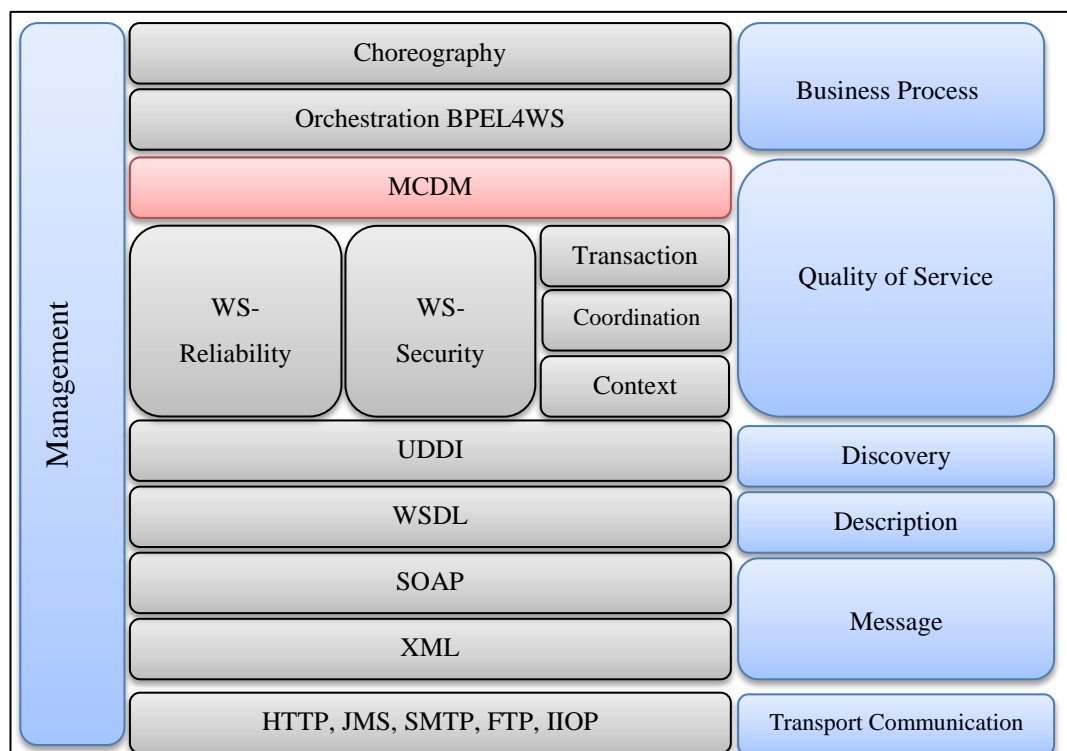 Choreography
Business Process
Orchestration BPEL4WS
MCDM
Management
WS-
Reliability
WS-
Security
Transaction
Coordination
Context
Quality of Service
UDDI
Discovery
WSDL
Description
SOAP
Message
XML
HTTP, JMS, SMTP, FTP, IIOP
Transport Communication